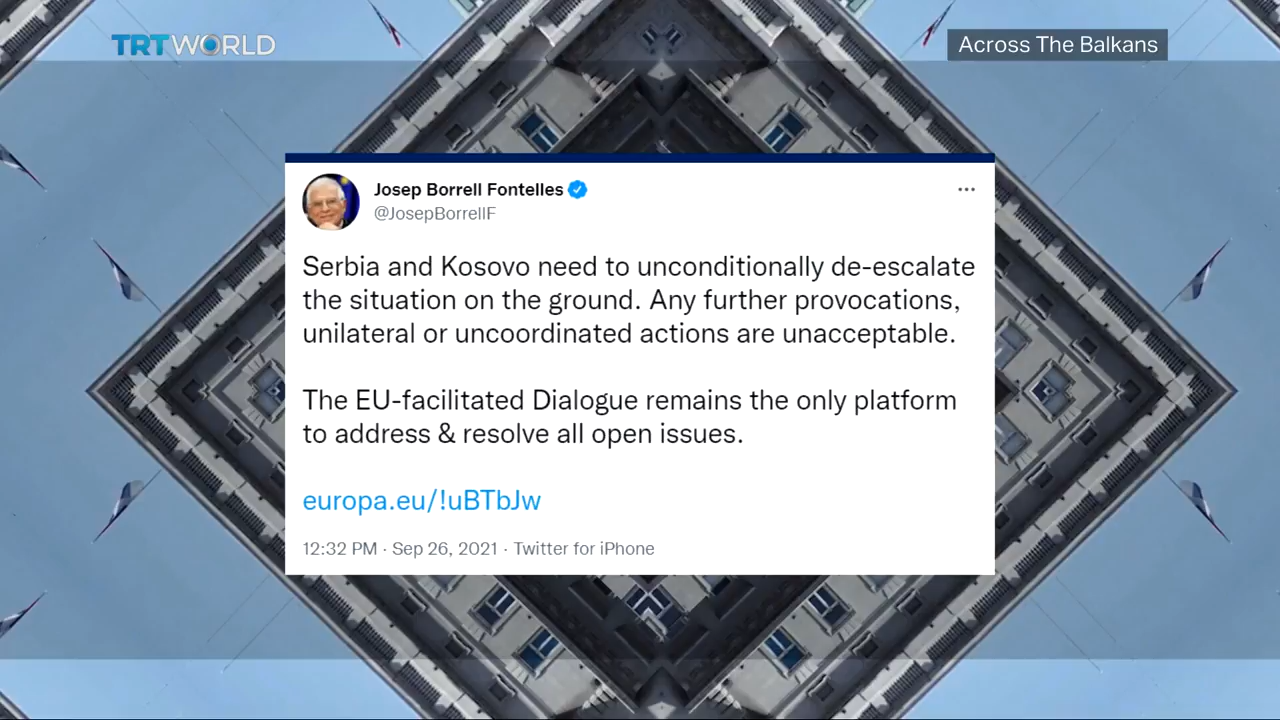 TRT WORLD
Across The Balkans
Josep Borrell Fontelles
@JosepBorrellF
Serbia and Kosovo need to unconditionally de-escalate
the situation on the ground. Any further provocations,
unilateral or uncoordinated actions are unacceptable.
The EU-facilitated Dialogue remains the only platform
to address & resolve all open issues.
europa.eu/!uBTbJw
12:32 PM · Sep 26, 2021 · Twitter for iPhone